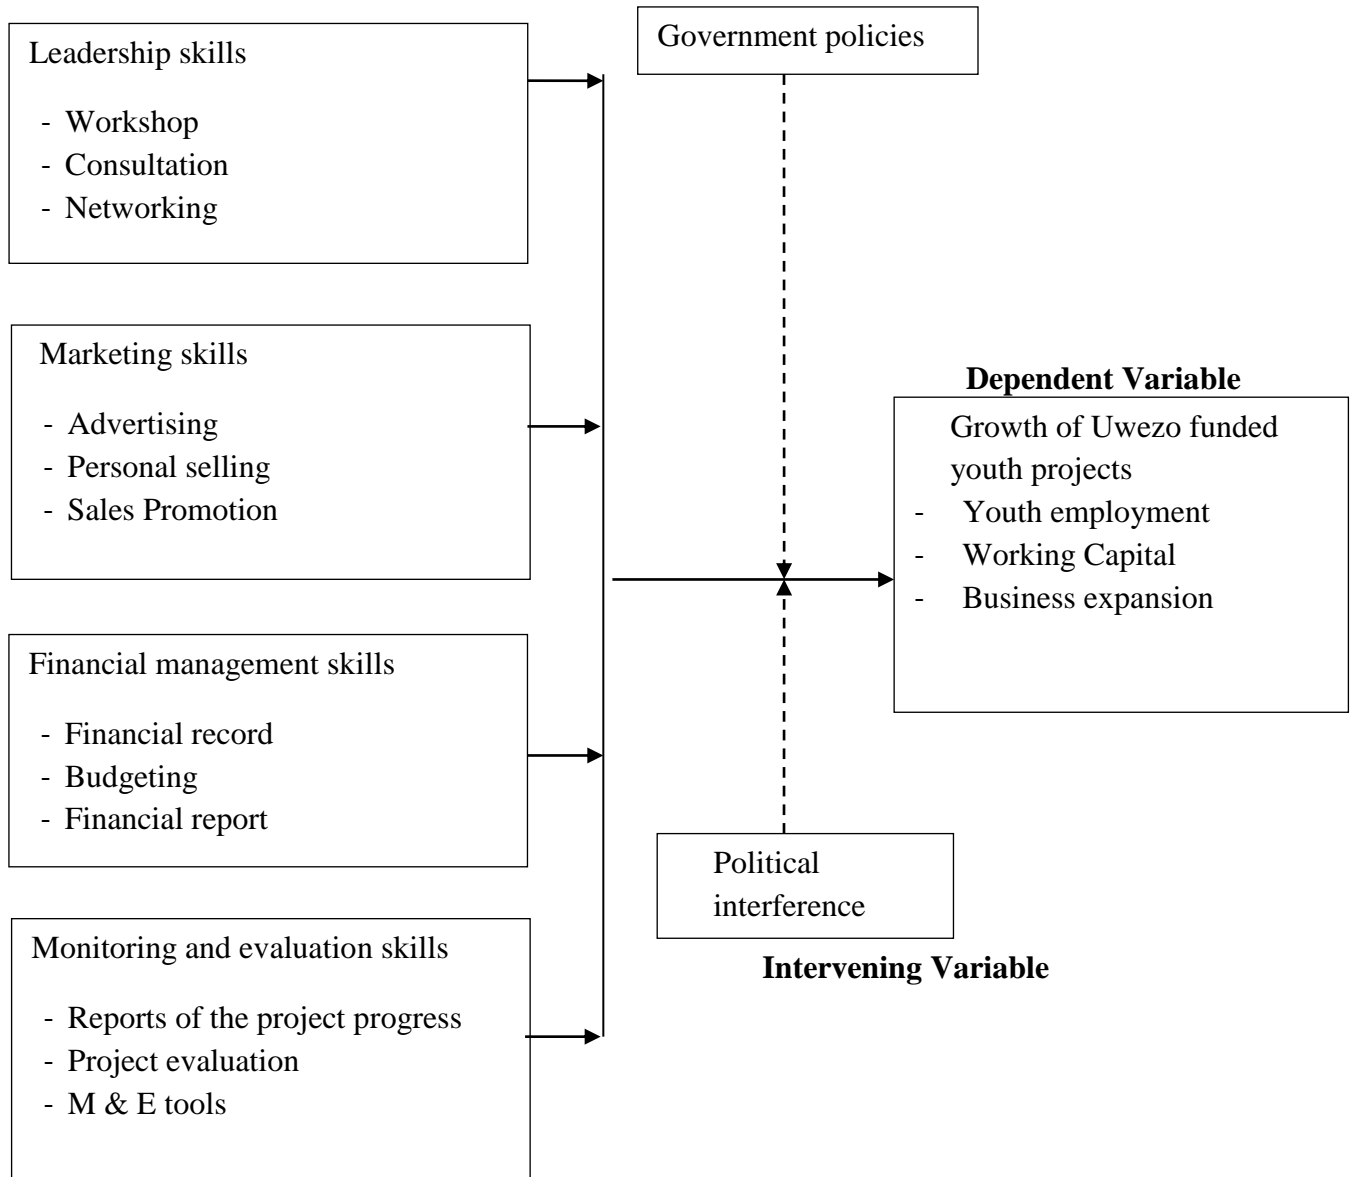 Leadership skills
- Workshop
- Consultation
- Networking
Government policies
Marketing skills
- Advertising
- Personal selling
- Sales Promotion
Dependent Variable
Growth of Uwezo funded
youth projects
- Youth employment
- Working Capital
- Business expansion
Financial management skills
- Financial record
- Budgeting
- Financial report
Political
interference
Intervening Variable
Monitoring and evaluation skills
- Reports of the project progress
- Project evaluation
- M & E tools